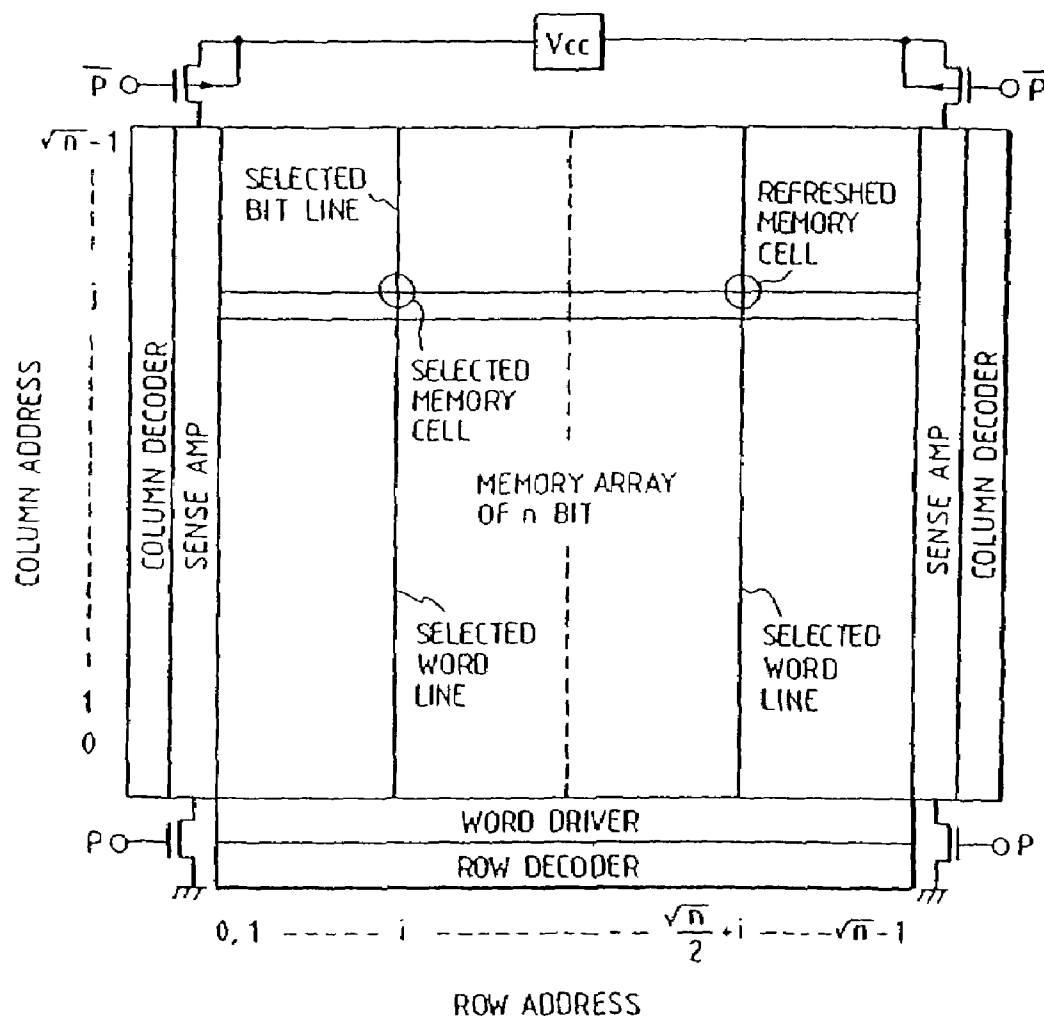 Vcc
P̅
P̅
√n-1
j
1
0
COLUMN ADDRESS
COLUMN DECODER
SENSE AMP
SELECTED
BIT LINE
REFRESHED
MEMORY
CELL
SELECTED
MEMORY
CELL
MEMORY ARRAY
OF n BIT
SELECTED
WORD
LINE
SELECTED
WORD
LINE
SENSE AMP
COLUMN DECODER
P
P
WORD DRIVER
ROW DECODER
0, 1 ----- i ------------ √n/2 +i ----√n-1
ROW ADDRESS